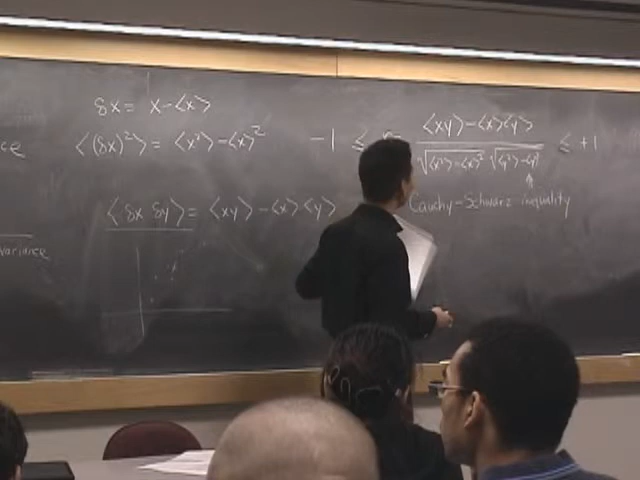 δx = x - <x>
<(δx)²> = <x²> - <x>²
-1 ≤ <xy> - <x><y> / √<x²> - <x>² √<y²> - <y>² ≤ +1
<δx δy> = <xy> - <x><y>
Cauchy-Schwarz inequality
variance